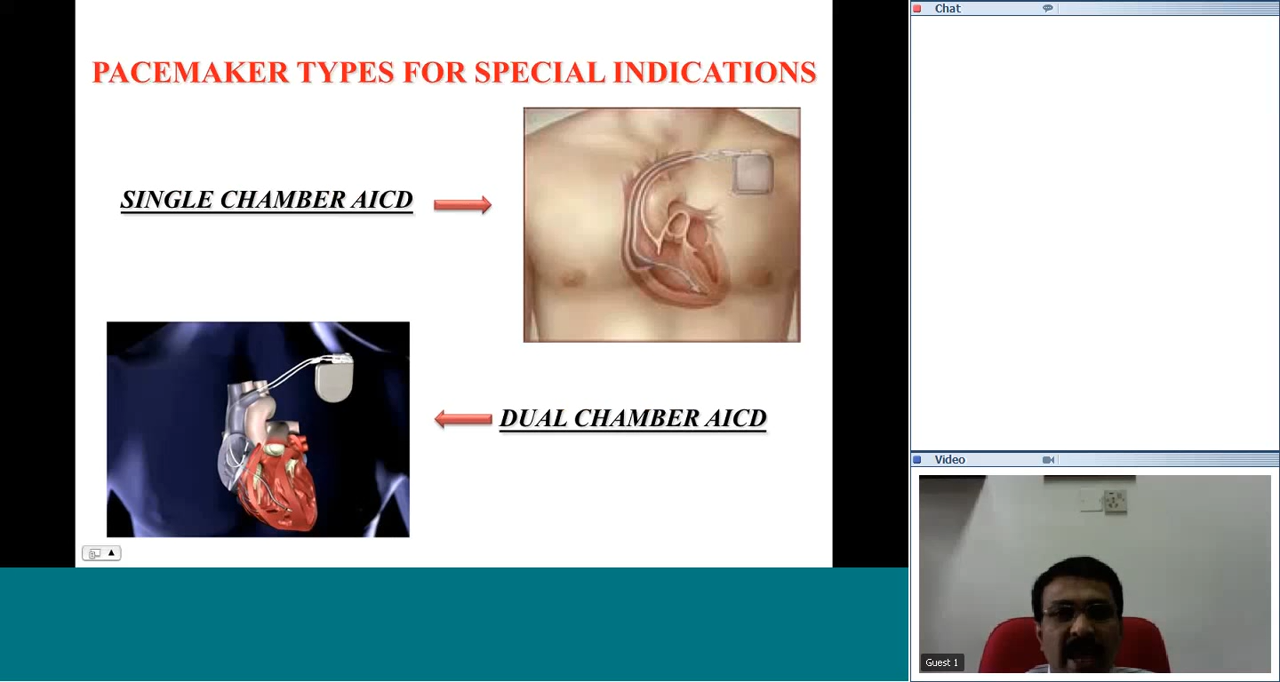 PACEMAKER TYPES FOR SPECIAL INDICATIONS
SINGLE CHAMBER AICD
DUAL CHAMBER AICD
Chat
Video
Guest 1